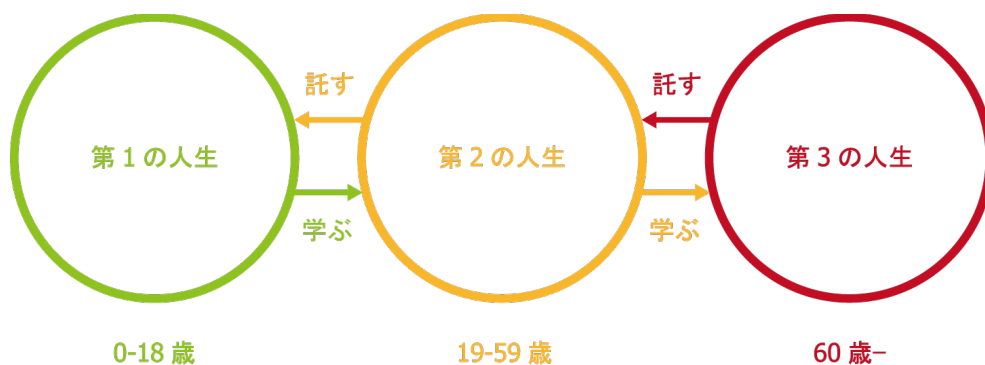 託す
託す
第１の人生
第２の人生
第３の人生
学ぶ
学ぶ
0-18 歳
19-59 歳
60 歳–